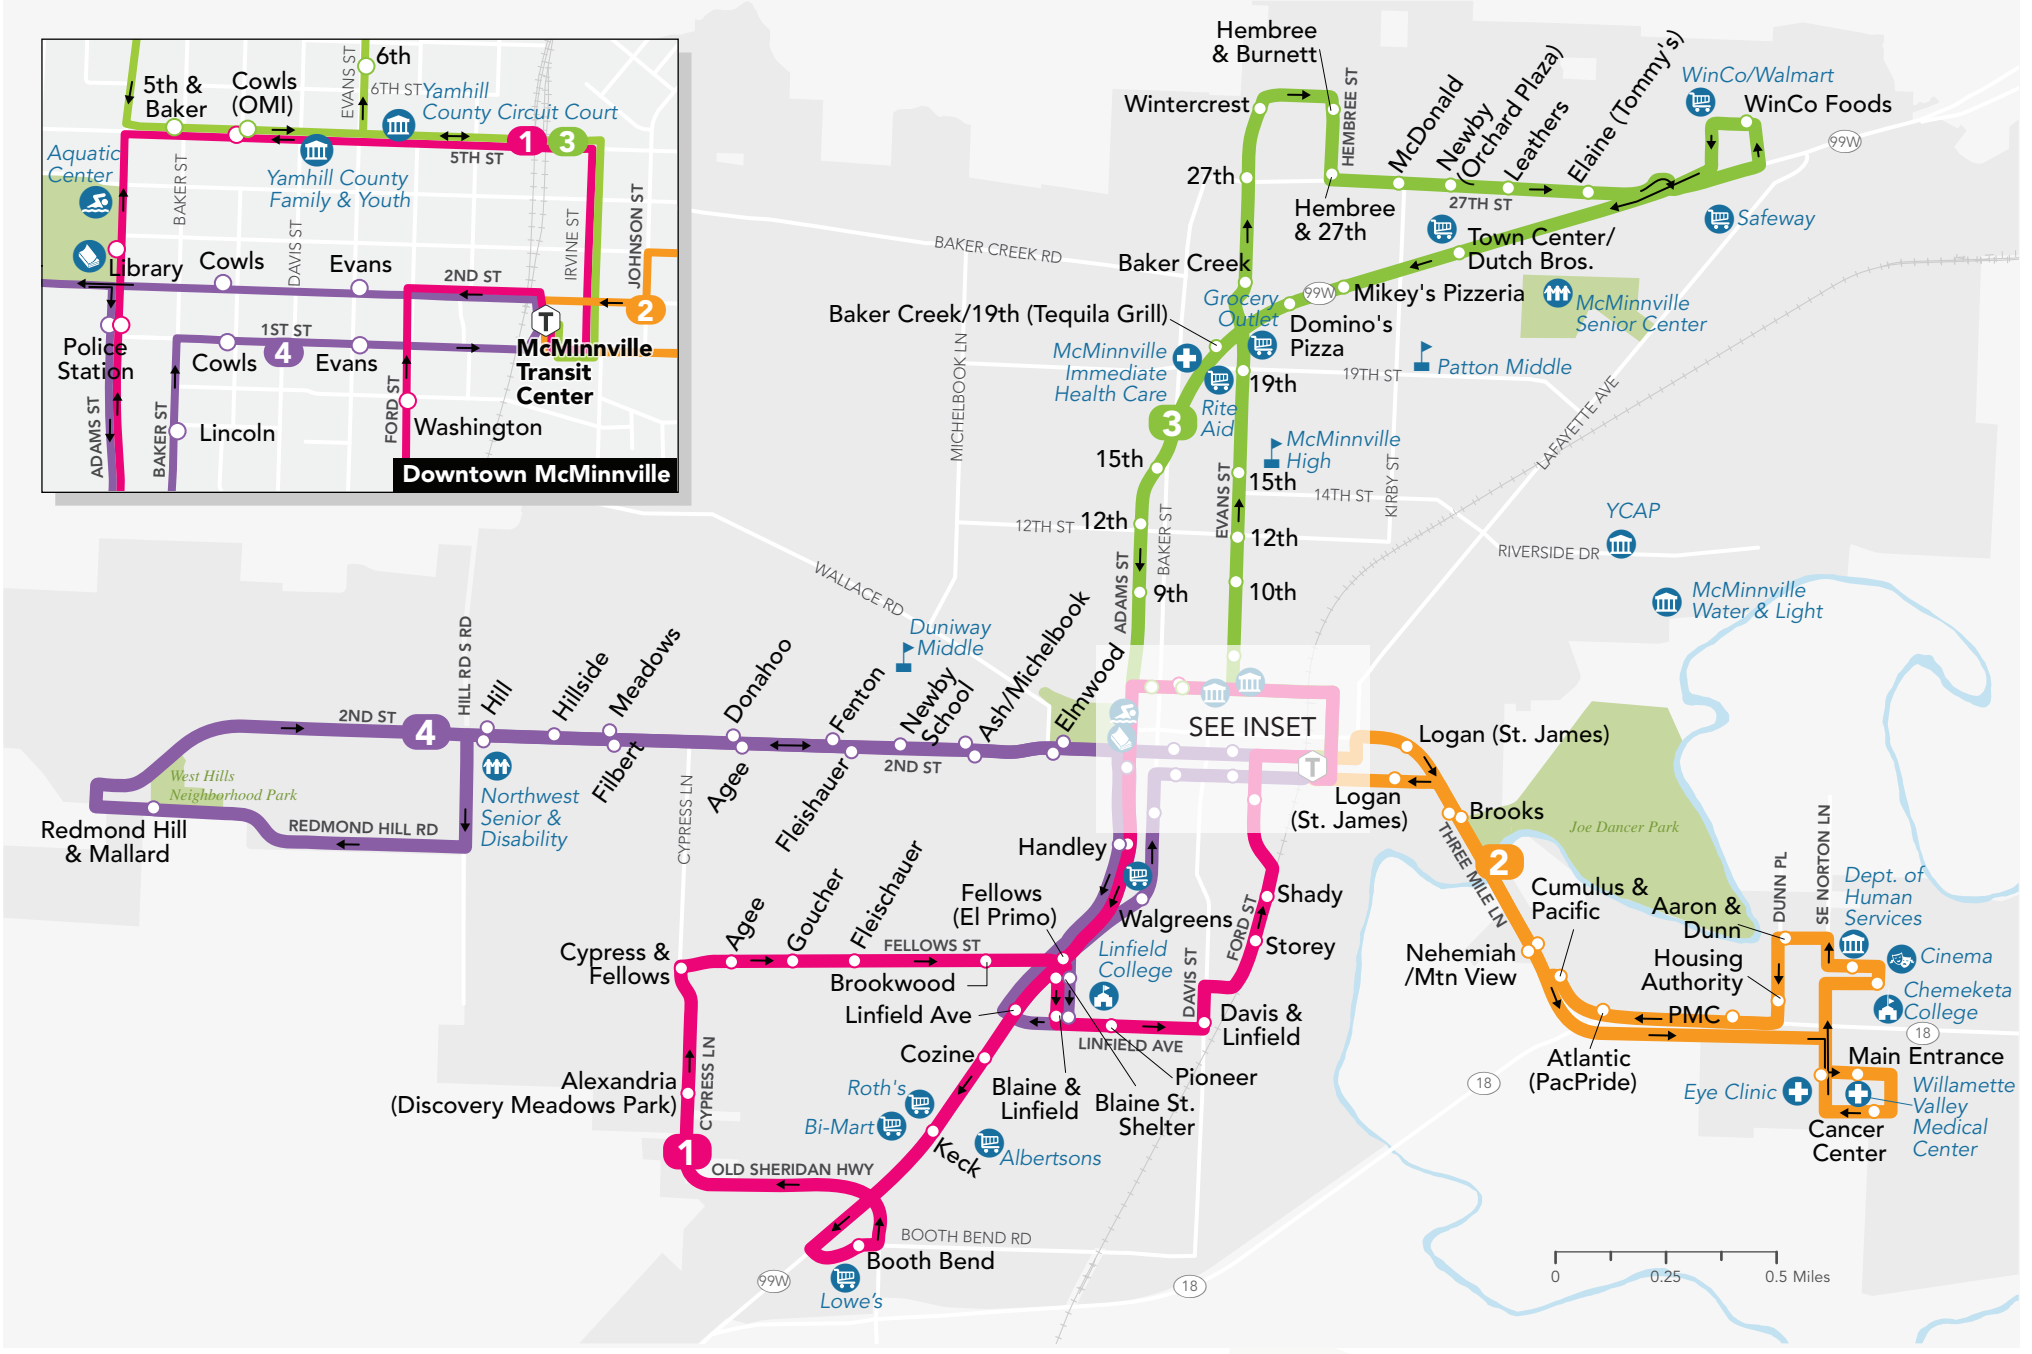 6th
EVANS ST
6TH ST
5th &
Baker
Cowls
(OMI)
Yamhill
County Circuit Court
1
3
5TH ST
Aquatic
Center
BAKER ST
Yamhill County
Family & Youth
DAVIS ST
IRVINE ST
JOHNSON ST
Library
Cowls
Evans
2ND ST
2
T
1ST ST
Police
Station
Cowls
4
Evans
McMinnville
Transit
Center
ADAMS ST
BAKER ST
Lincoln
FORD ST
Washington
Downtown McMinnville
Hembree
& Burnett
Wintercrest
HEMBREE ST
McDonald
Newby
(Orchard Plaza)
Leathers
Elaine (Tommy's)
WinCo/Walmart
WinCo Foods
99W
27th
27TH ST
Hembree
& 27th
Safeway
BAKER CREEK RD
Baker Creek
Town Center/
Dutch Bros.
99W
Mikey's Pizzeria
McMinnville
Senior Center
Grocery
Outlet
Baker Creek/19th (Tequila Grill)
Domino's
Pizza
McMinnville
Immediate
Health Care
MICHELBOOK LN
19th
19TH ST
Patton Middle
Rite
Aid
3
McMinnville
High
LAFAYETTE AVE
15th
15th
EVANS ST
14TH ST
KIRBY ST
12TH ST
12th
BAKER ST
12th
YCAP
RIVERSIDE DR
ADAMS ST
9th
10th
McMinnville
Water & Light
WALLACE RD
Duniway
Middle
HILL RD S RD
Hill
Hillside
Meadows
Donahoo
Fenton
Newby
School
Ash/Michelbook
Elmwood
SEE INSET
T
2ND ST
4
2ND ST
Filbert
Agee
Fleishauer
CYPRESS LN
West Hills
Neighborhood Park
Northwest
Senior &
Disability
REDMOND HILL RD
Redmond Hill
& Mallard
Logan (St. James)
Logan
(St. James)
Brooks
THREE MILE LN
2
Joe Dancer Park
Handley
Walgreens
Fellows
(El Primo)
Shady
FORD ST
Storey
Linfield
College
DAVIS ST
Davis &
Linfield
LINFIELD AVE
Pioneer
Blaine &
Linfield
Blaine St.
Shelter
Cypress &
Fellows
Agee
Goucher
Fleischauer
FELLOWS ST
Brookwood
Linfield Ave
Cozine
Alexandria
(Discovery Meadows Park)
CYPRESS LN
1
Roth's
Bi-Mart
Keck
Albertsons
OLD SHERIDAN HWY
BOOTH BEND RD
Booth Bend
99W
Lowe's
18
18
Cumulus &
Pacific
Nehemiah
/Mtn View
Aaron &
Dunn
DUNN PL
SE NORTON LN
Dept. of
Human
Services
Housing
Authority
Cinema
PMC
Chemeketa
College
18
Atlantic
(PacPride)
Main Entrance
Eye Clinic
Willamette
Valley
Medical
Center
Cancer
Center
0
0.25
0.5 Miles